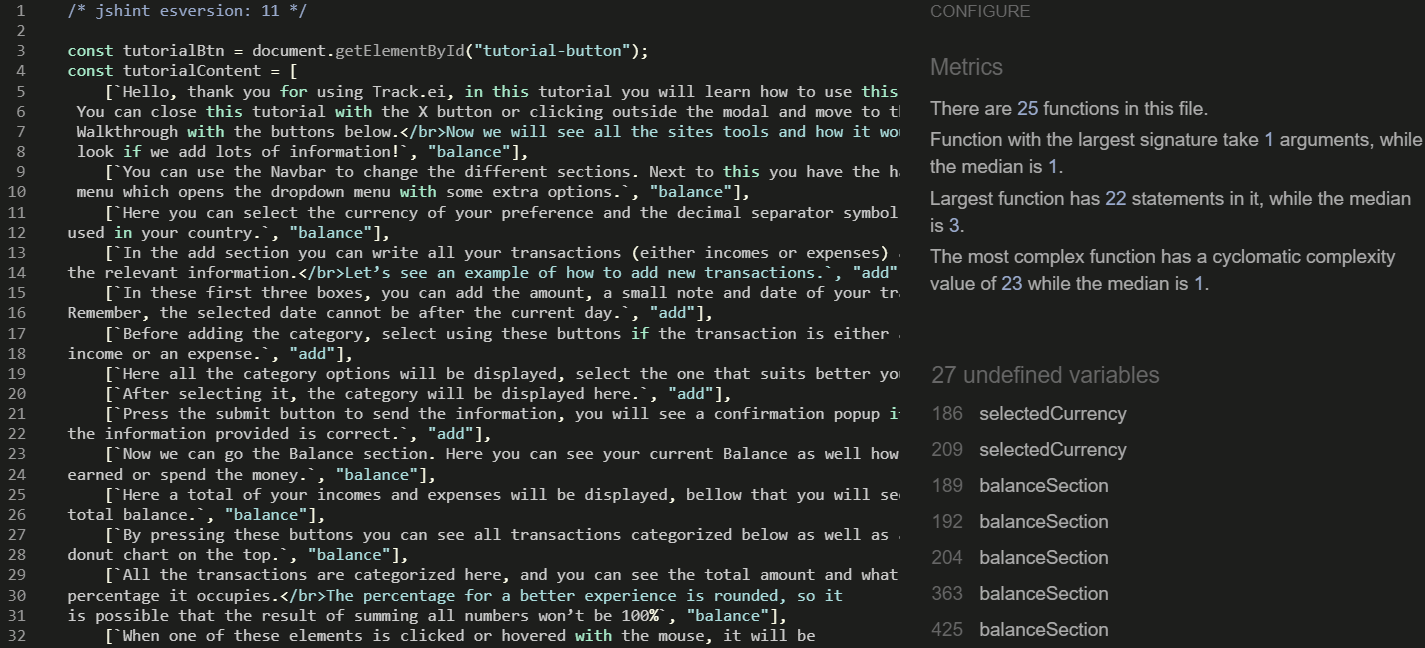 1 /* jshint esversion: 11 */
2
3 const tutorialBtn = document.getElementById("tutorial-button");
4 const tutorialContent = [
5 [`Hello, thank you for using Track.ei, in this tutorial you will learn how to use this
6 You can close this tutorial with the X button or clicking outside the modal and move to
7 Walkthrough with the buttons below.</br>Now we will see all the sites tools and how it
8 look if we add lots of information!`, "balance"],
9 [`You can use the Navbar to change the different sections. Next to this you have the
10 menu which opens the dropdown menu with some extra options.`, "balance"],
11 [`Here you can select the currency of your preference and the decimal separator symbol
12 used in your country.`, "balance"],
13 [`In the add section you can write all your transactions (either incomes or expenses)
14 the relevant information.</br>Let’s see an example of how to add new transactions.`, "add"
15 [`In these first three boxes, you can add the amount, a small note and date of your
16 Remember, the selected date cannot be after the current day.`, "add"],
17 [`Before adding the category, select using these buttons if the transaction is either
18 income or an expense.`, "add"],
19 [`Here all the category options will be displayed, select the one that suits better
20 [`After selecting it, the category will be displayed here.`, "add"],
21 [`Press the submit button to send the information, you will see a confirmation popup
22 the information provided is correct.`, "add"],
23 [`Now we can go the Balance section. Here you can see your current Balance as well how
24 earned or spend the money.`, "balance"],
25 [`Here a total of your incomes and expenses will be displayed, bellow that you will
26 total balance.`, "balance"],
27 [`By pressing these buttons you can see all transactions categorized below as well as
28 donut chart on the top.`, "balance"],
29 [`All the transactions are categorized here, and you can see the total amount and what
30 percentage it occupies.</br>The percentage for a better experience is rounded, so it
31 is possible that the result of summing all numbers won’t be 100%`, "balance"],
32 [`When one of these elements is clicked or hovered with the mouse, it will be
CONFIGURE
Metrics
There are 25 functions in this file.
Function with the largest signature take 1 arguments, while
the median is 1.
Largest function has 22 statements in it, while the median
is 3.
The most complex function has a cyclomatic complexity
value of 23 while the median is 1.
27 undefined variables
186 selectedCurrency
209 selectedCurrency
189 balanceSection
192 balanceSection
204 balanceSection
363 balanceSection
425 balanceSection